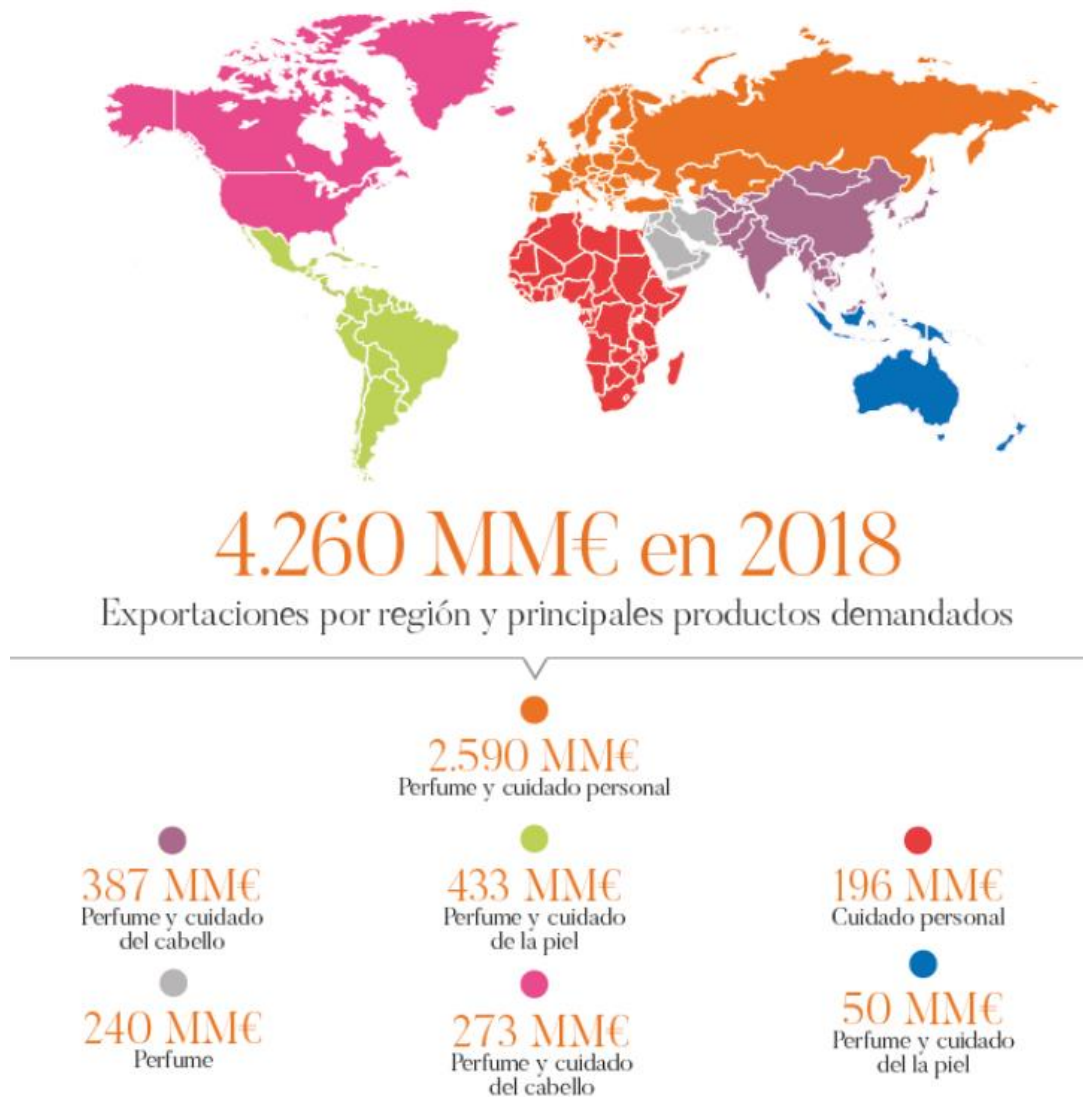 4.260 MM€ en 2018
Exportaciones por región y principales productos demandados
2.590 MM€
Perfume y cuidado personal
387 MM€
Perfume y cuidado
del cabello
433 MM€
Perfume y cuidado
de la piel
196 MM€
Cuidado personal
240 MM€
Perfume
273 MM€
Perfume y cuidado
del cabello
50 MM€
Perfume y cuidado
del la piel